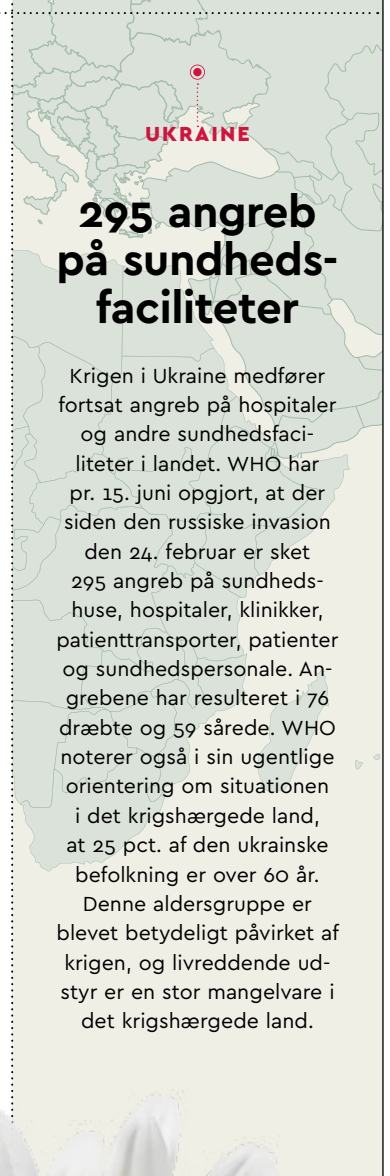 UKRAINE
295 angreb
på sundheds-
faciliteter
Krigen i Ukraine medfører
fortsat angreb på hospitaler
og andre sundhedsfaci-
liteter i landet. WHO har
pr. 15. juni opgjort, at der
siden den russiske invasion
den 24. februar er sket
295 angreb på sundheds-
huse, hospitaler, klinikker,
patienttransporter, patienter
og sundhedspersonale. An-
grebene har resulteret i 76
dræbte og 59 sårede. WHO
noterer også i sin ugentlige
orientering om situationen
i det krigshærgede land,
at 25 pct. af den ukrainske
befolkning er over 60 år.
Denne aldersgruppe er
blevet betydeligt påvirket af
krigen, og livreddende ud-
styr er en stor mangelvare i
det krigshærgede land.